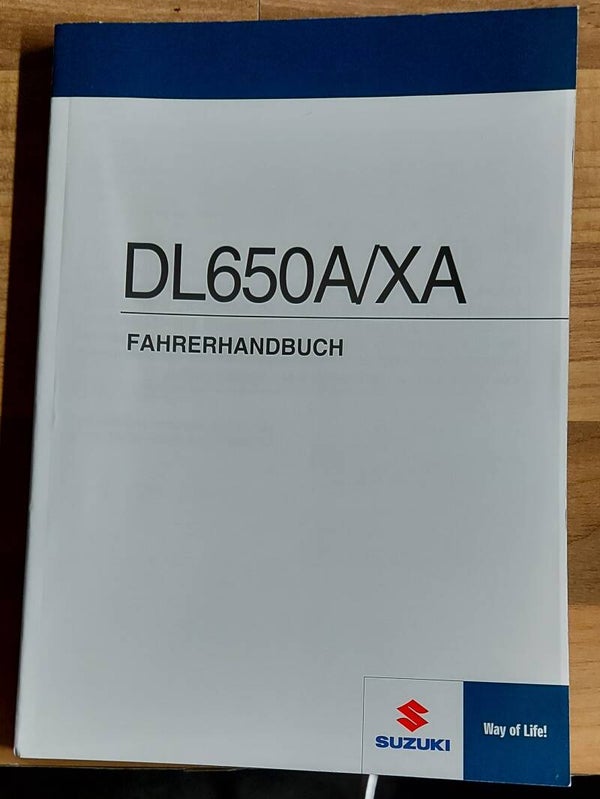 DL650A/XA
FAHRERHANDBUCH
SUZUKI
Way of Life!